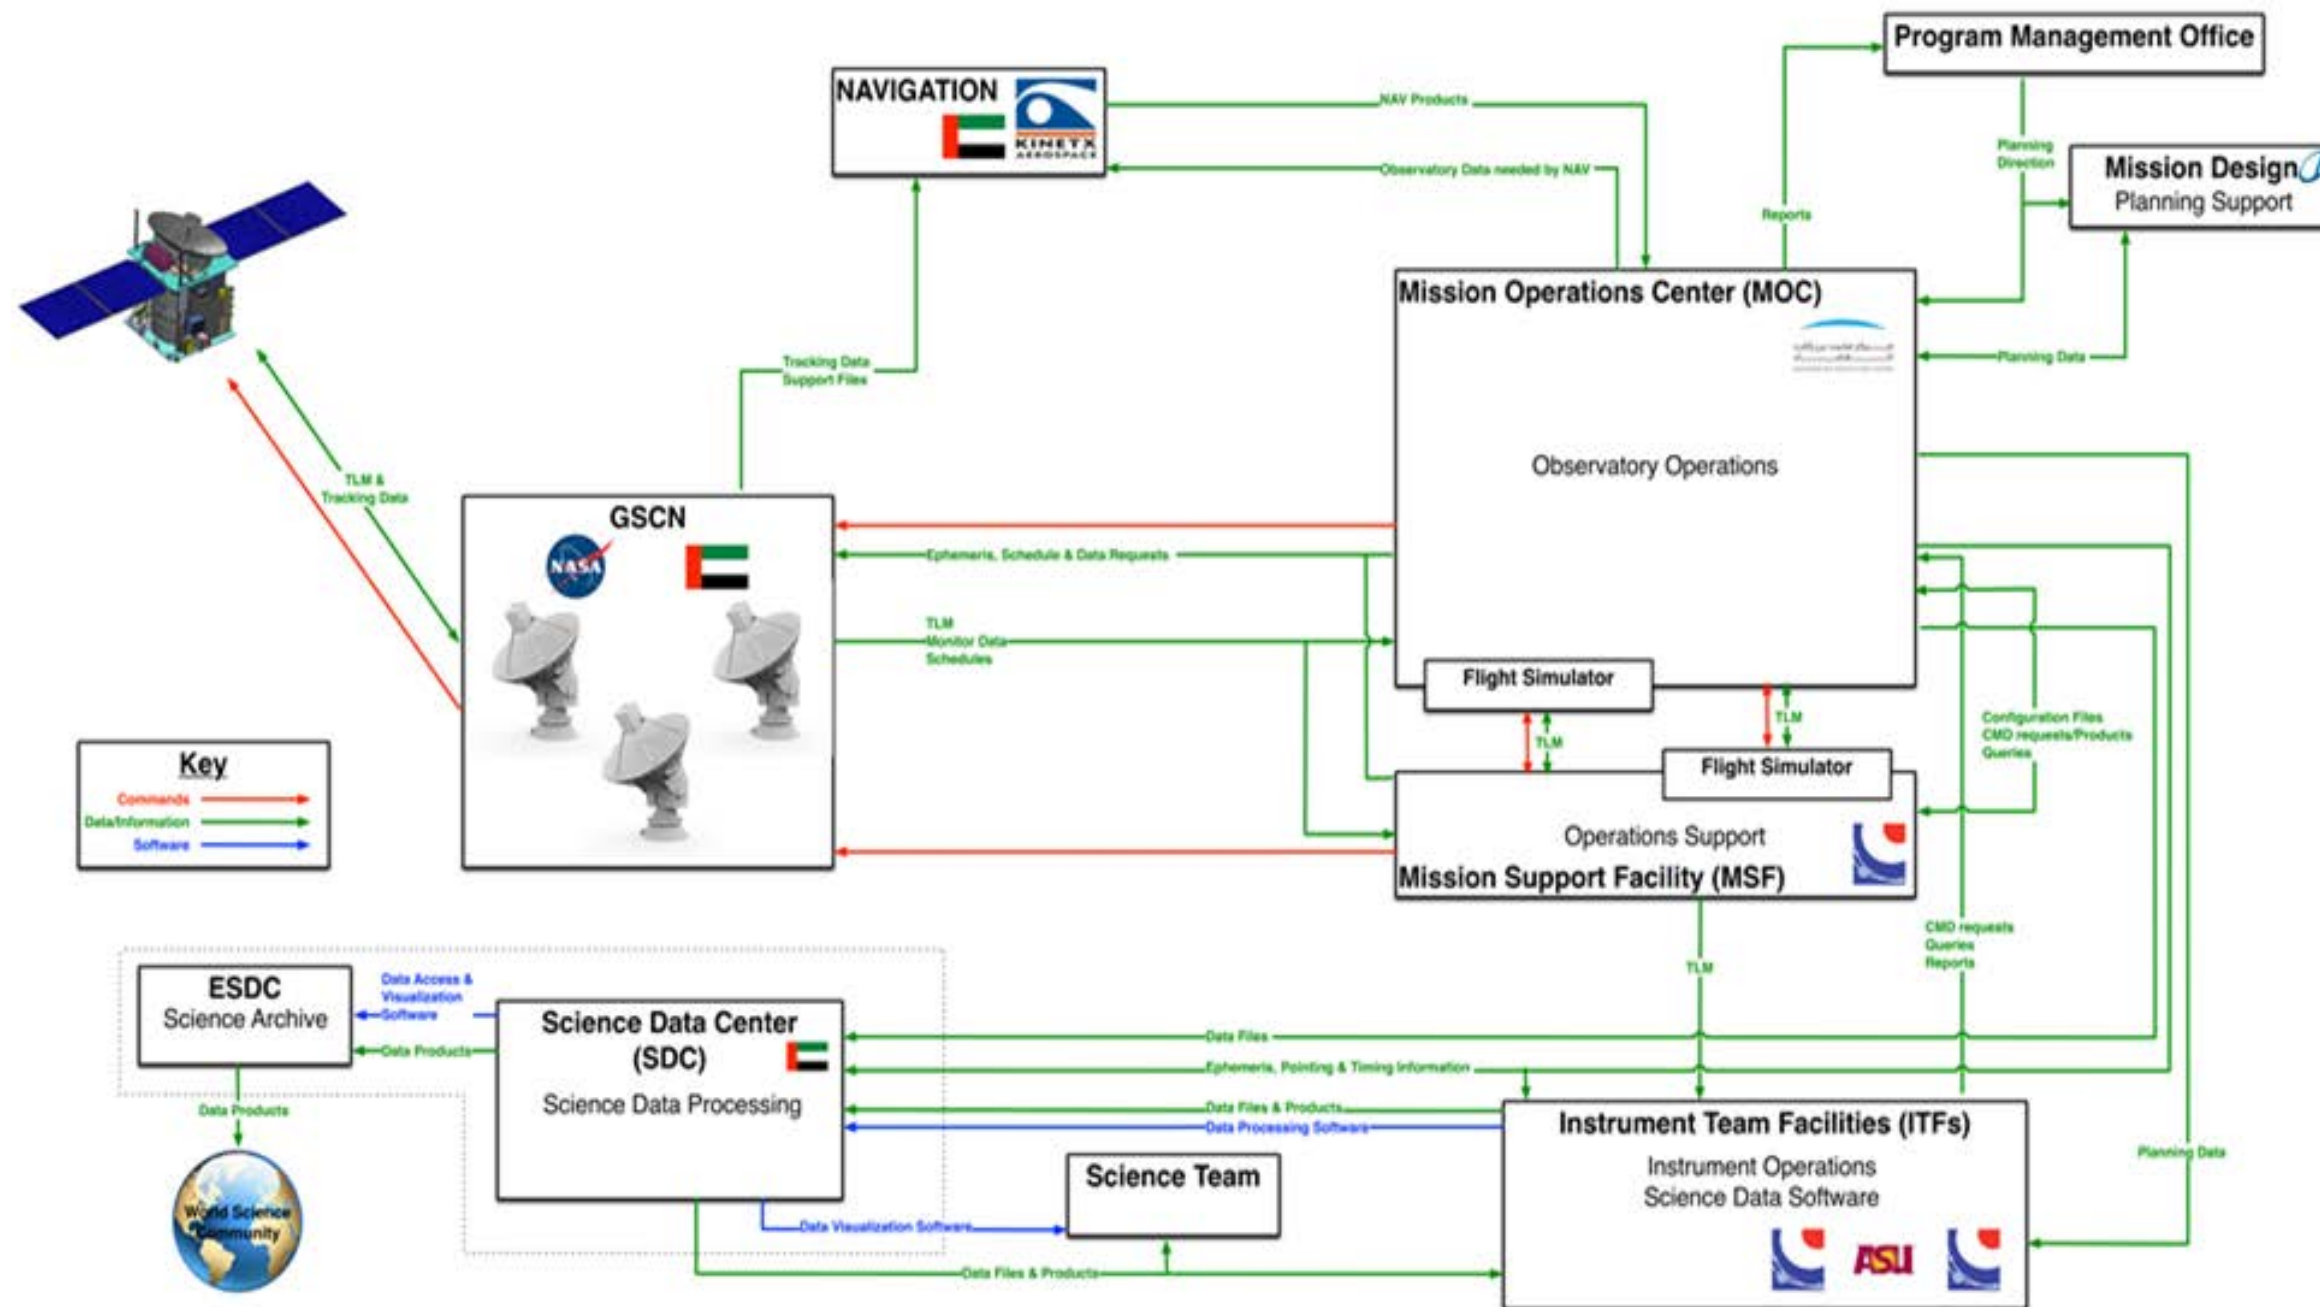 Program Management Office
NAVIGATION
KINETX
AEROSPACE
NAV Products
Observatory Data needed by NAV
Planning
Direction
Mission Design
Planning Support
Reports
Mission Operations Center (MOC)
Planning Data
Tracking Data
Support Files
Observatory Operations
TLM &
Tracking Data
GSCN
NASA
Ephemeris, Schedule & Data Requests
TLM
Monitor Data
Schedules
Flight Simulator
TLM
TLM
Flight Simulator
Configuration Files
CMD requests/Products
Queries
Key
Commands
Data/Information
Software
Operations Support
Mission Support Facility (MSF)
CMD requests
Queries
Reports
TLM
ESDC
Science Archive
Data Access &
Visualization
Software
Data Products
Science Data Center
(SDC)
Science Data Processing
Data Files
Ephemeris, Pointing & Timing Information
Data Files & Products
Data Processing Software
Data Products
World Science
Community
Science Team
Data Visualization Software
Data Files & Products
Instrument Team Facilities (ITFs)
Instrument Operations
Science Data Software
ASU
Planning Data